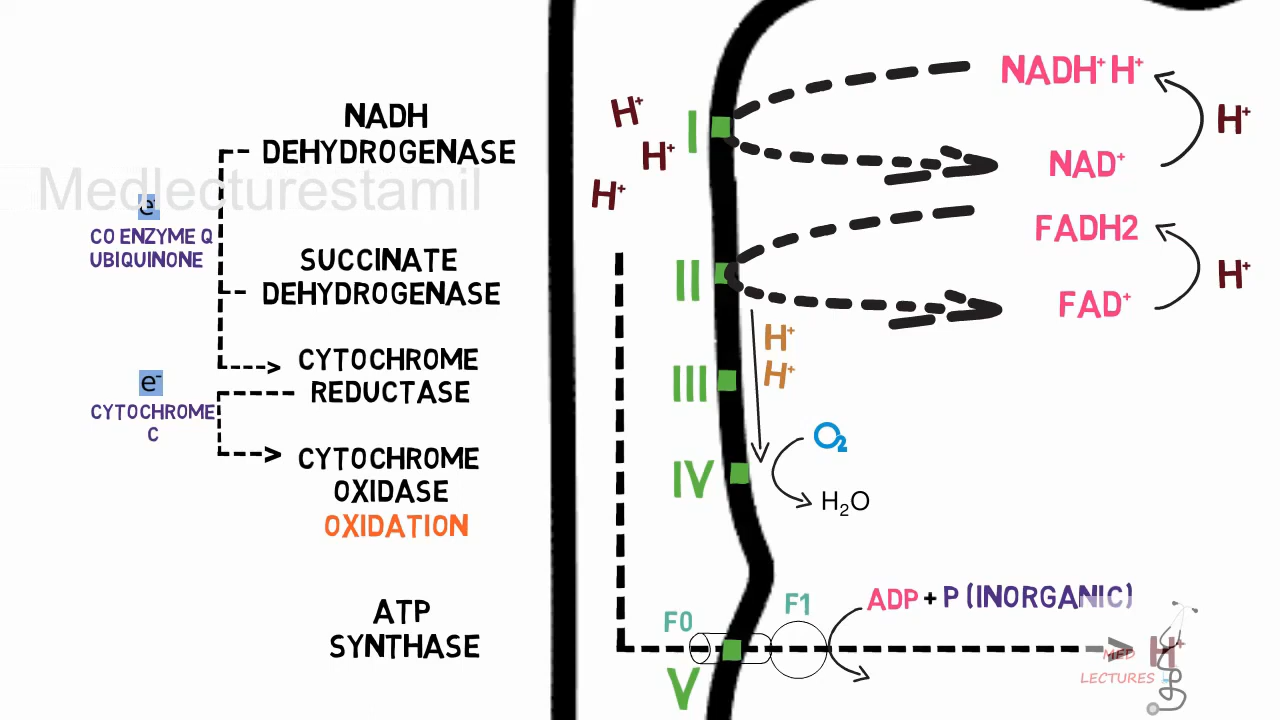 NADH
DEHYDROGENASE
Medlecturestamil
e⁻
CO ENZYME Q
UBIQUINONE
SUCCINATE
DEHYDROGENASE
CYTOCHROME
REDUCTASE
e⁻
CYTOCHROME
C
CYTOCHROME
OXIDASE
OXIDATION
ATP
SYNTHASE
H⁺
H⁺
H⁺
I
II
III
IV
V
NADH⁺ H⁺
H⁺
NAD⁺
FADH2
H⁺
FAD⁺
H⁺
H⁺
O₂
H₂O
F0
F1
ADP + P (INORGANIC)
H⁺
MED
LECTURES